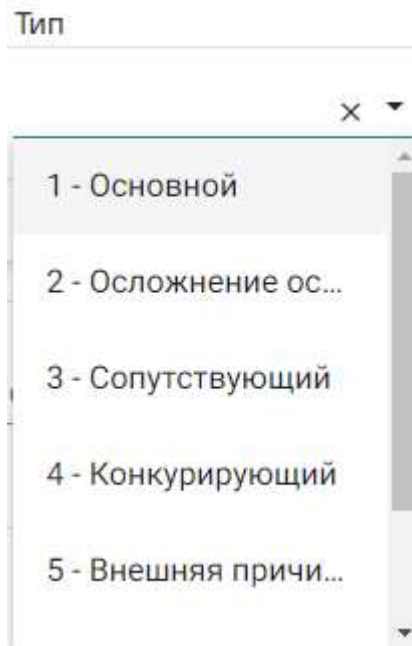 Тип
1 - Основной
2 - Осложнение ос...
3 - Сопутствующий
4 - Конкурирующий
5 - Внешняя причи...